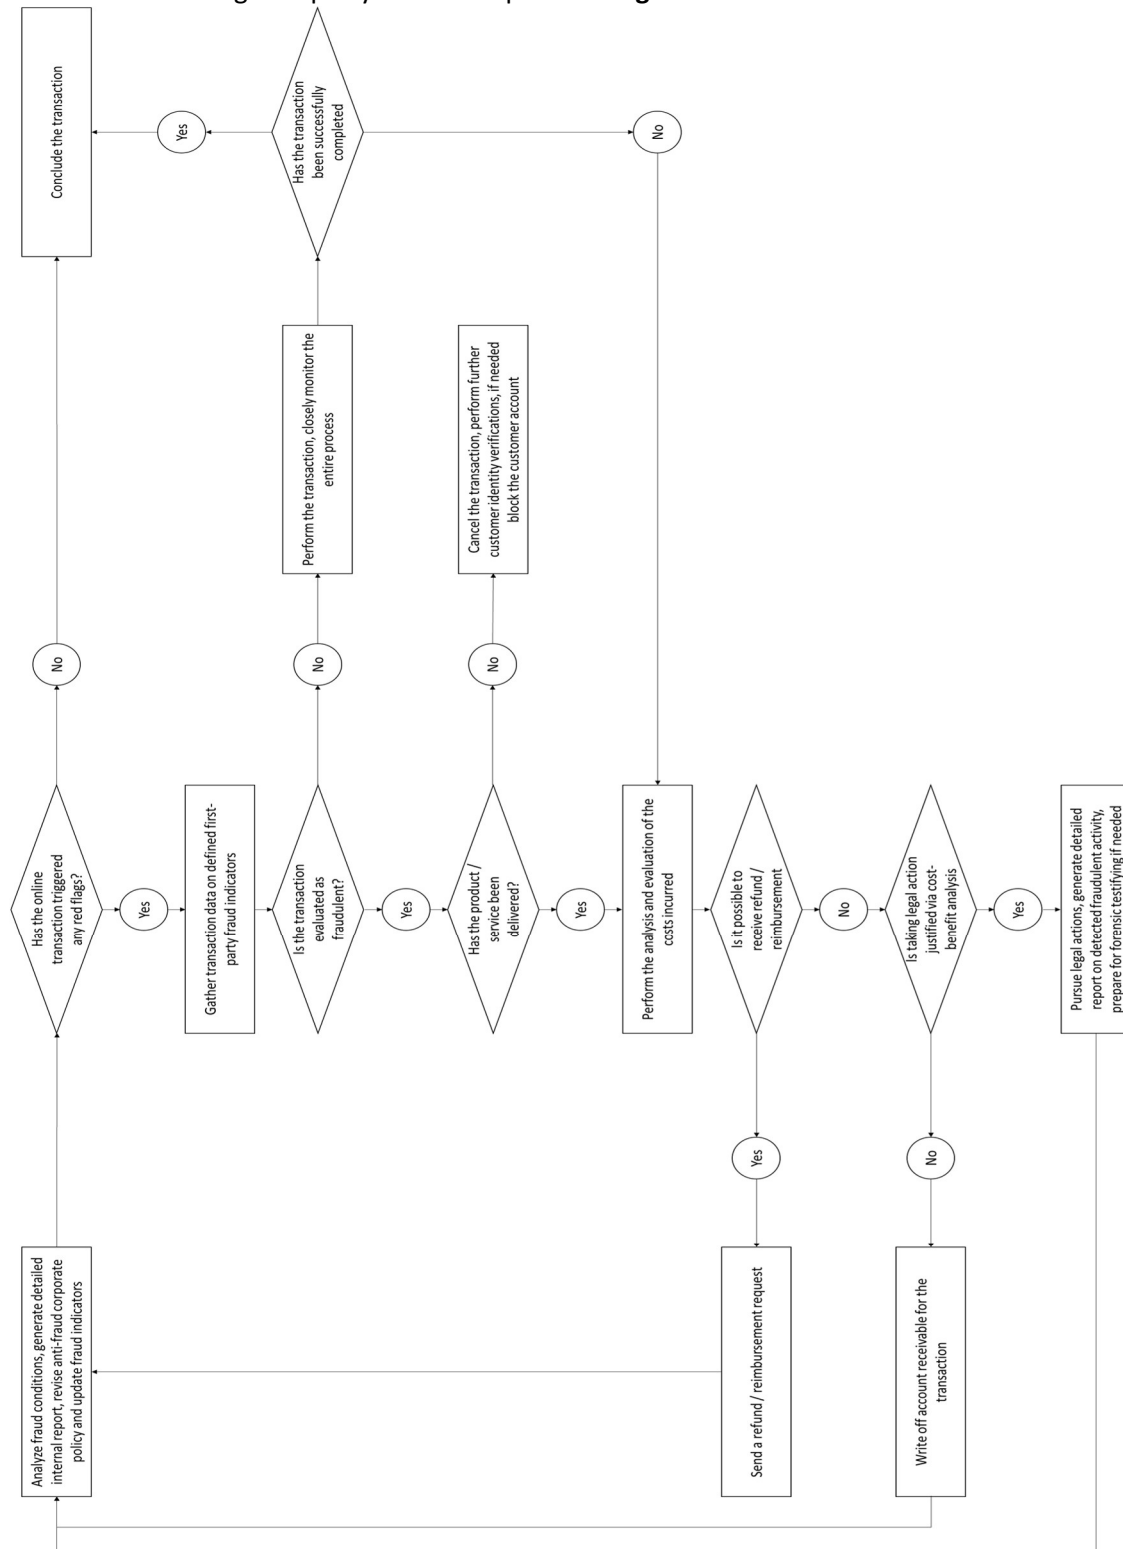 Analyze fraud conditions, generate detailed
internal report, revise anti-fraud corporate
policy and update fraud indicators
Has the online
transaction triggered
any red flags?
No
Conclude the transaction
Yes
Yes
Gather transaction data on defined first-
party fraud indicators
Is the transaction
evaluated as
fraudulent?
No
Perform the transaction, closely monitor the
entire process
Has the transaction
been successfully
completed
Yes
Has the product /
service been
delivered?
No
Cancel the transaction, perform further
customer identity verifications, if needed
block the customer account
Yes
Perform the analysis and evaluation of the
costs incurred
No
Send a refund / reimbursement request
Yes
Is it possible to
receive refund /
reimbursement
No
Write off account receivable for the
transaction
No
Is taking legal action
justified via cost-
benefit analysis
Yes
Pursue legal actions, generate detailed
report on detected fraudulent activity,
prepare for forensic testifying if needed